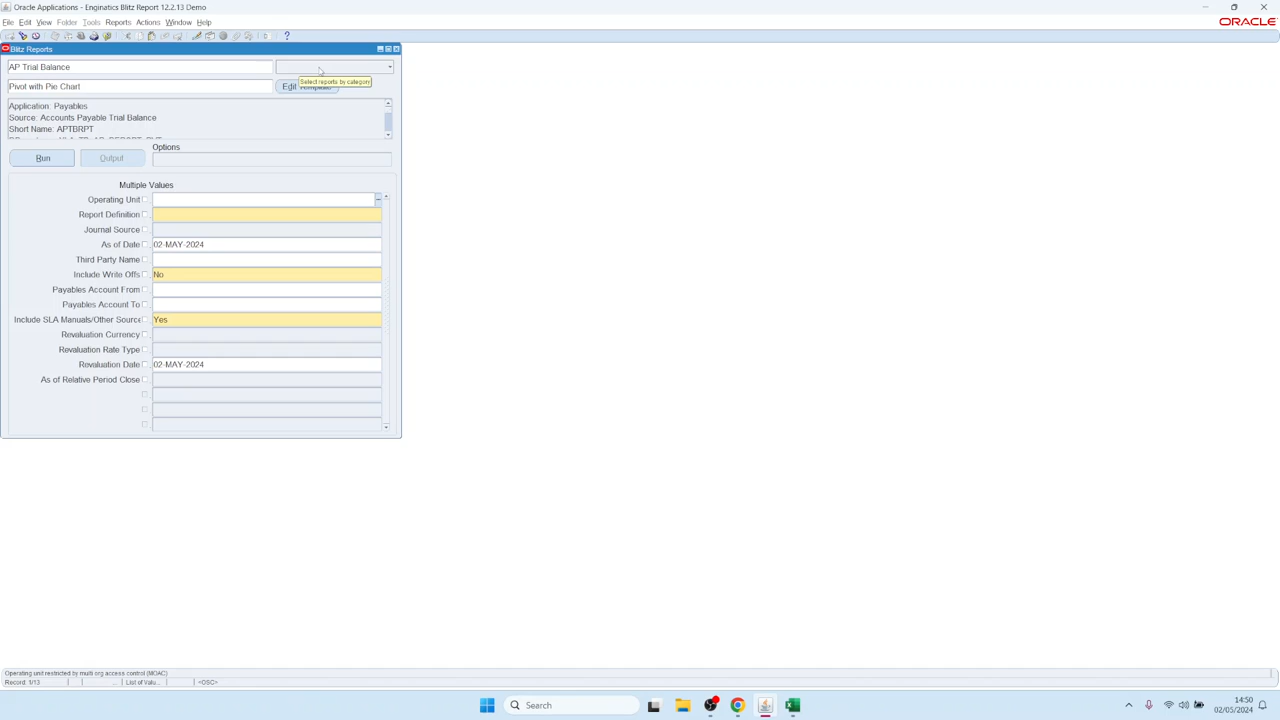 Oracle Applications - Enginatics Blitz Report 12.2.13 Demo
File Edit View Folder Tools Reports Actions Window Help
ORACLE
Blitz Reports
AP Trial Balance
Select reports by category
Pivot with Pie Chart
Edit
Application: Payables
Source: Accounts Payable Trial Balance
Short Name: APTBRPT
Run Output
Options
Multiple Values
Operating Unit
Report Definition
Journal Source
As of Date 02-MAY-2024
Third Party Name
Include Write Offs No
Payables Account From
Payables Account To
Include SLA Manuals/Other Source Yes
Revaluation Currency
Revaluation Rate Type
Revaluation Date 02-MAY-2024
As of Relative Period Close
Operating unit restricted by multi org access control (MOAC)
Record: 1/13 ... List of Valu... <OSC>
Search
14:50
02/05/2024